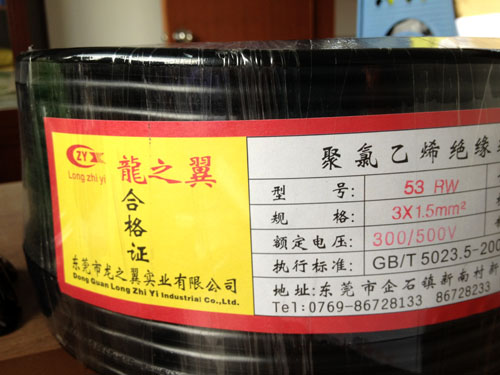 ZY
Long zhi yi
龍之翼
合格证
东莞市龙之翼实业有限公司
Dong Guan Long Zhi Yi Industrial Co.,Ltd.
聚氯乙烯绝缘
型 号: 53 RW
规 格: 3X1.5mm²
额定电压: 300/500V
执行标准: GB/T 5023.5-200
地址:东莞市企石镇新南村新
Tel:0769-86728133 86728233